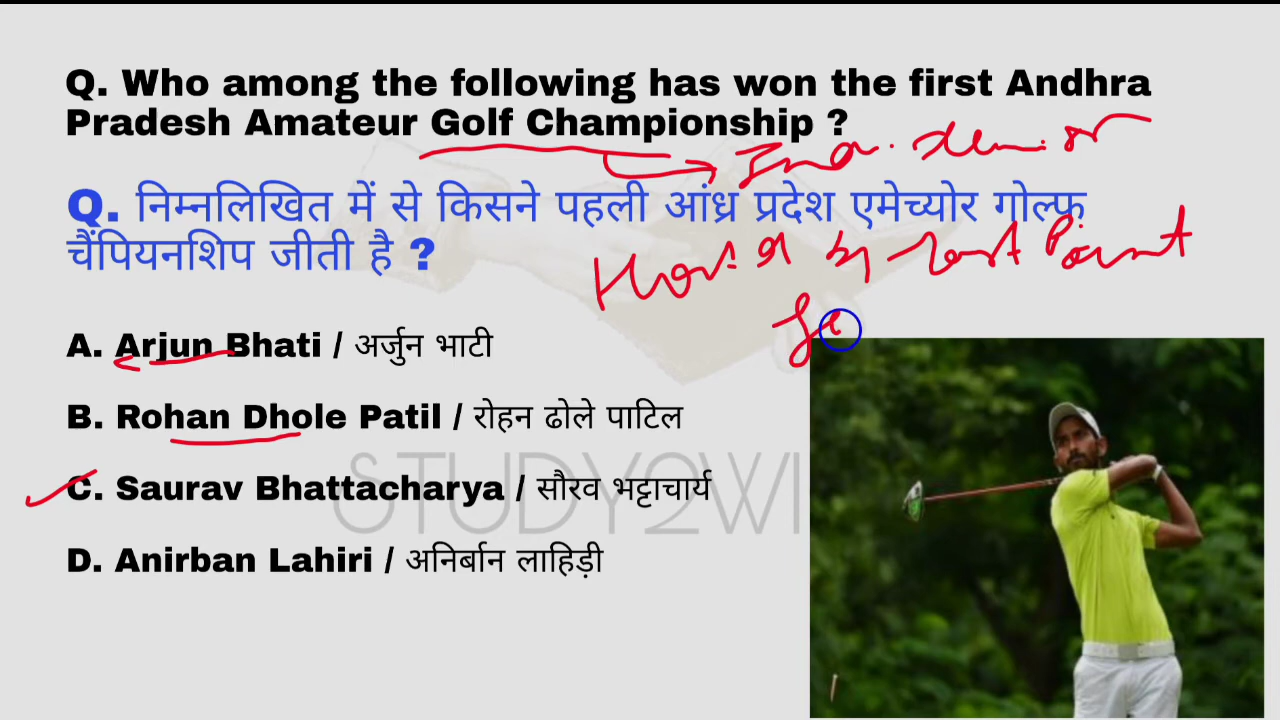 Q. Who among the following has won the first Andhra
Pradesh Amateur Golf Championship ?
Q. निम्नलिखित में से किसने पहली आंध्र प्रदेश एमेच्योर गोल्फ
चैंपियनशिप जीती है ?
A. Arjun Bhati / अर्जुन भाटी
B. Rohan Dhole Patil / रोहन ढोले पाटिल
C. Saurav Bhattacharya / सौरव भट्टाचार्य
D. Anirban Lahiri / अनिर्बान लाहिड़ी
STUDY2WI